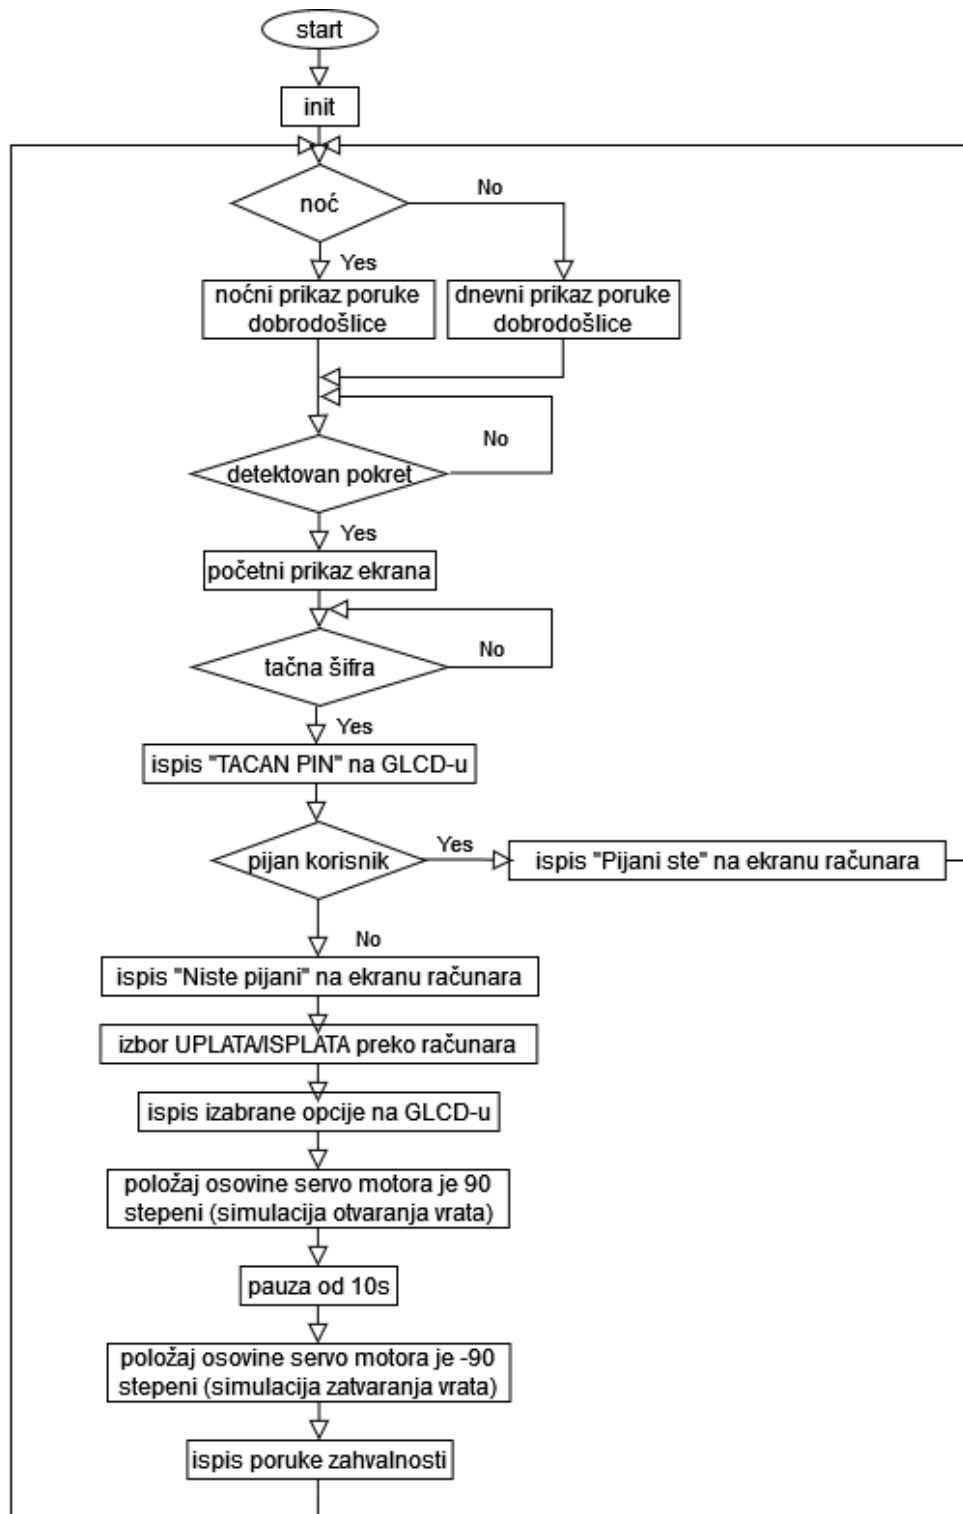 start
init
noć
No
Yes
noćni prikaz poruke
dobrodošlice
dnevni prikaz poruke
dobrodošlice
No
detektovan pokret
Yes
početni prikaz ekrana
tačna šifra
No
Yes
ispis "TACAN PIN" na GLCD-u
pijan korisnik
Yes
ispis "Pijani ste" na ekranu računara
No
ispis "Niste pijani" na ekranu računara
izbor UPLATA/ISPLATA preko računara
ispis izabrane opcije na GLCD-u
položaj osovine servo motora je 90
stepeni (simulacija otvaranja vrata)
pauza od 10s
položaj osovine servo motora je -90
stepeni (simulacija zatvaranja vrata)
ispis poruke zahvalnosti